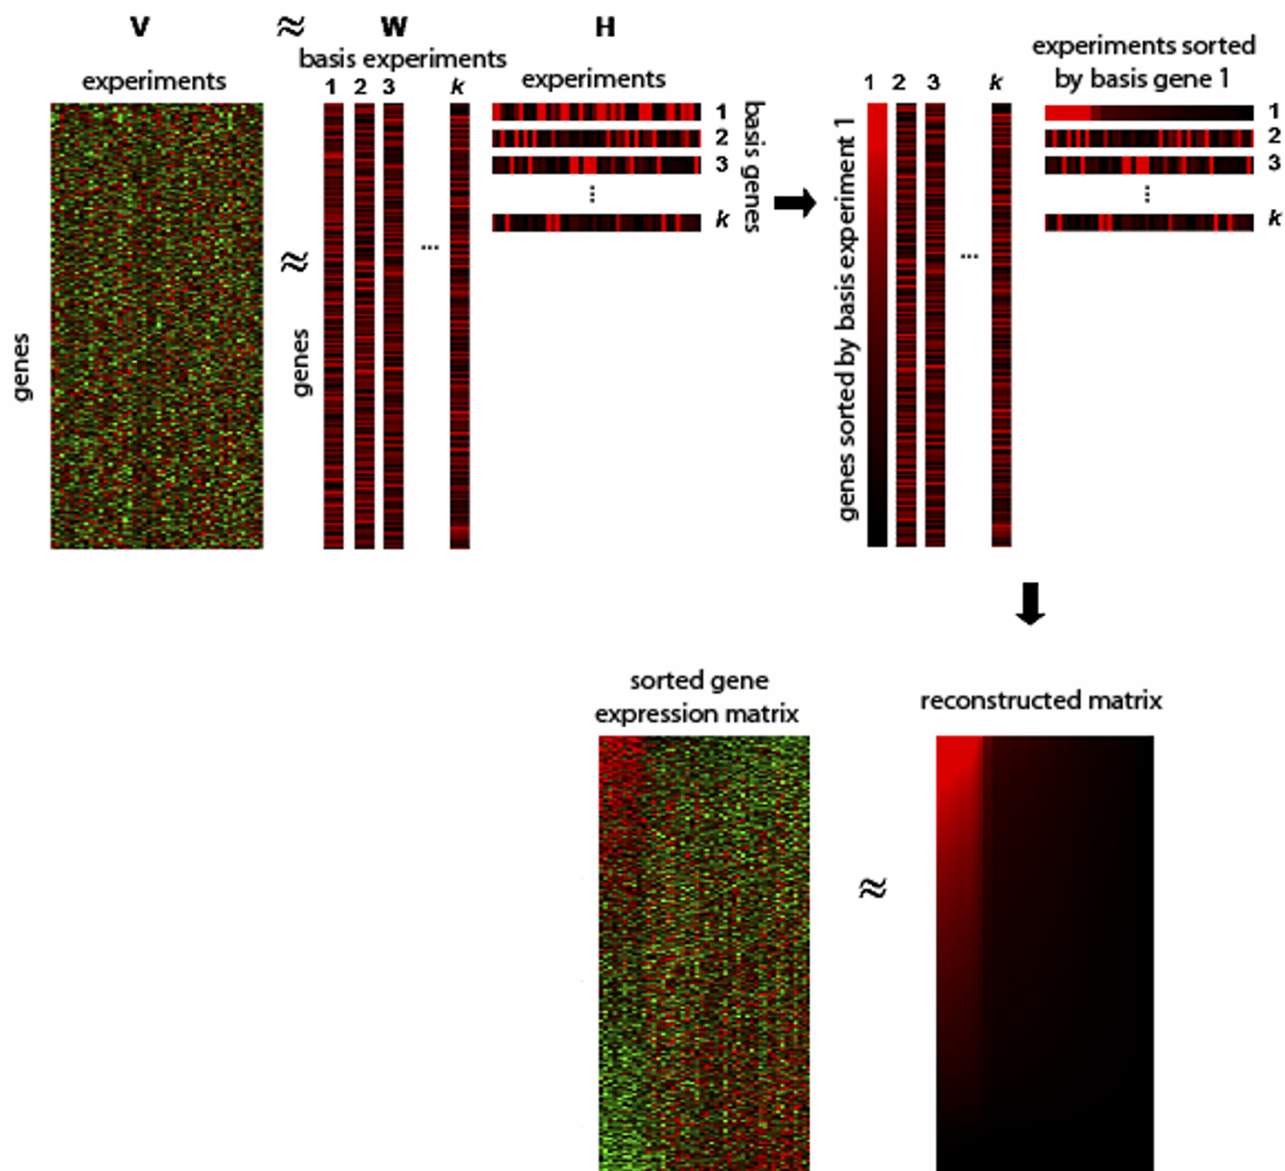 V ≈ W H
basis experiments
experiments
1 2 3 k
experiments
genes
≈
genes
1
2
3
⋮
k
basis genes
...
genes sorted by basis experiment 1
1 2 3 k
...
experiments sorted
by basis gene 1
1
2
3
⋮
k
sorted gene
expression matrix
≈
reconstructed matrix